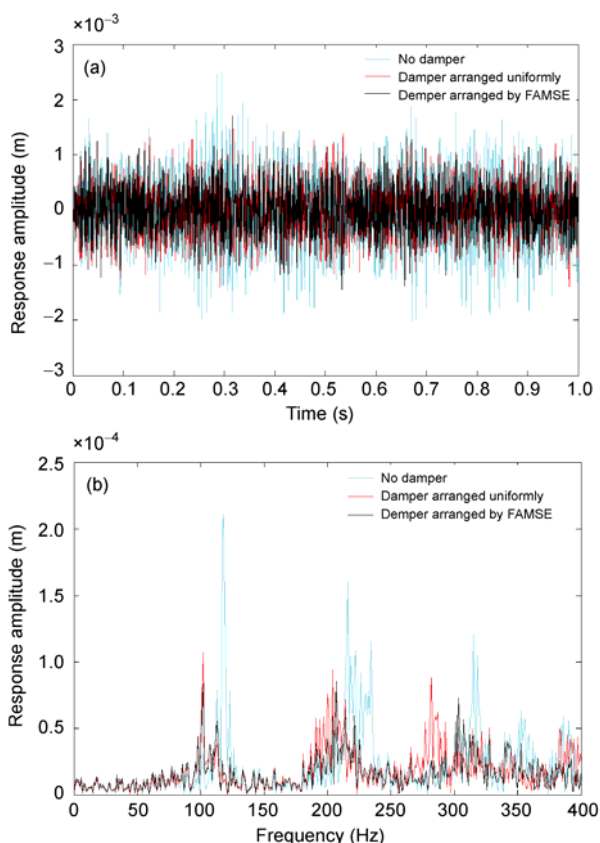 ×10⁻³
(a)
No damper
Damper arranged uniformly
Demper arranged by FAMSE
3
2
1
0
−1
−2
−3
Response amplitude (m)
0 0.1 0.2 0.3 0.4 0.5 0.6 0.7 0.8 0.9 1.0
Time (s)
×10⁻⁴
(b)
No damper
Damper arranged uniformly
Demper arranged by FAMSE
2.5
2.0
1.5
1.0
0.5
0
Response amplitude (m)
0 50 100 150 200 250 300 350 400
Frequency (Hz)